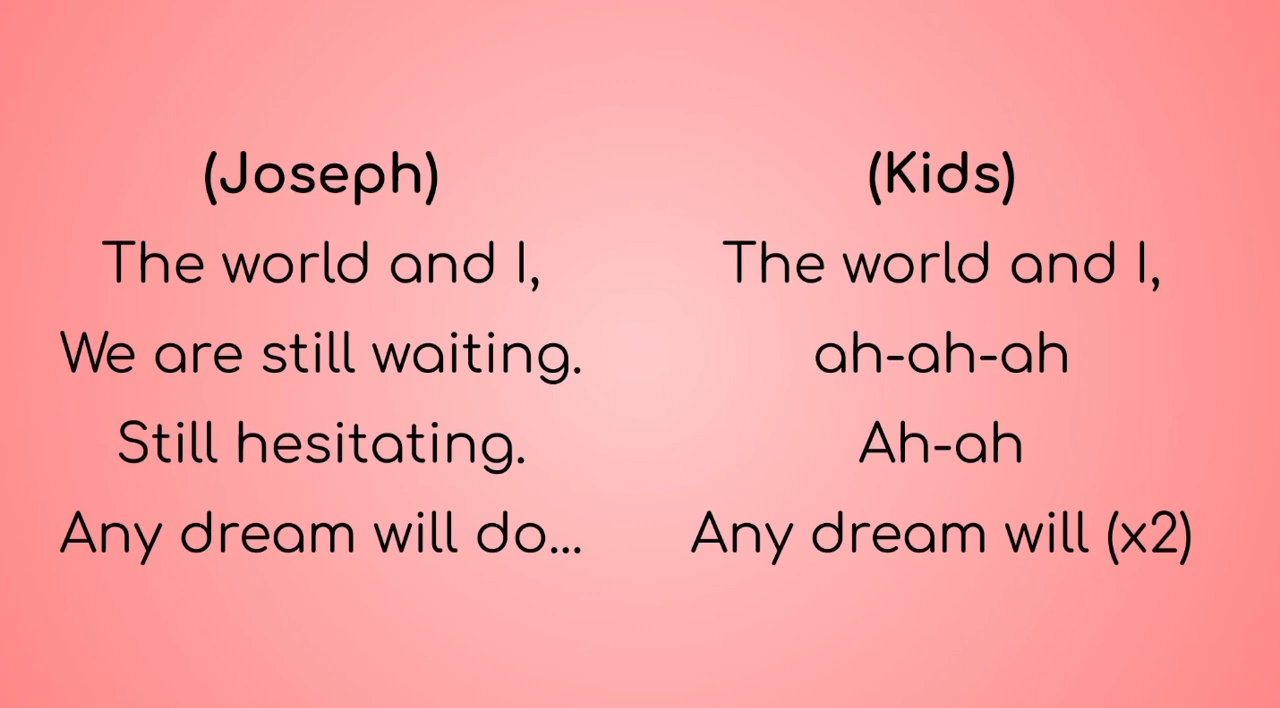 (Joseph)
The world and I,
We are still waiting.
Still hesitating.
Any dream will do...
(Kids)
The world and I,
ah-ah-ah
Ah-ah
Any dream will (x2)